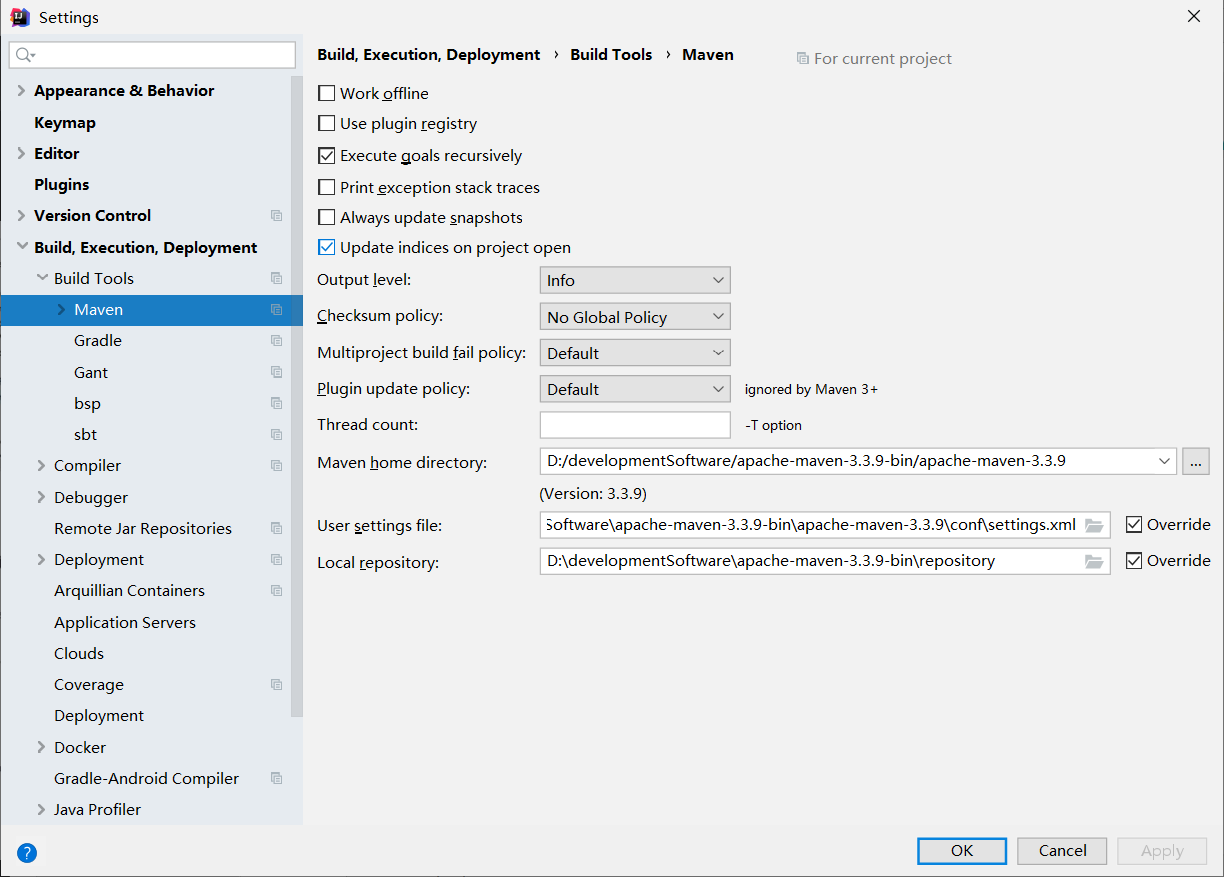 Settings
Appearance & Behavior
Keymap
Editor
Plugins
Version Control
Build, Execution, Deployment
Build Tools
Maven
Gradle
Gant
bsp
sbt
Compiler
Debugger
Remote Jar Repositories
Deployment
Arquillian Containers
Application Servers
Clouds
Coverage
Deployment
Docker
Gradle-Android Compiler
Java Profiler
?
Build, Execution, Deployment › Build Tools › Maven For current project
Work offline
Use plugin registry
Execute goals recursively
Print exception stack traces
Always update snapshots
Update indices on project open
Output level: Info
Checksum policy: No Global Policy
Multiproject build fail policy: Default
Plugin update policy: Default ignored by Maven 3+
Thread count: -T option
Maven home directory: D:/developmentSoftware/apache-maven-3.3.9-bin/apache-maven-3.3.9 ...
(Version: 3.3.9)
User settings file: Software\apache-maven-3.3.9-bin\apache-maven-3.3.9\conf\settings.xml Override
Local repository: D:\developmentSoftware\apache-maven-3.3.9-bin\repository Override
OK Cancel Apply